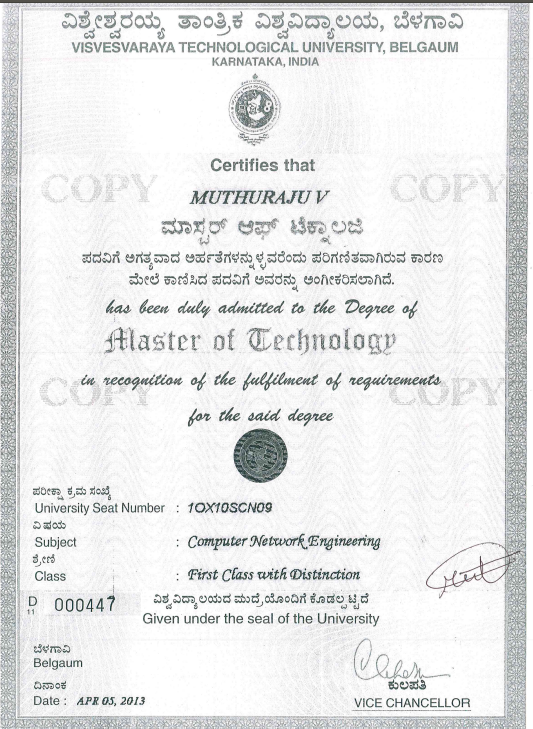 ವಿಶ್ವೇಶ್ವರಯ್ಯ ತಾಂತ್ರಿಕ ವಿಶ್ವವಿದ್ಯಾಲಯ, ಬೆಳಗಾವಿ
VISVESVARAYA TECHNOLOGICAL UNIVERSITY, BELGAUM
KARNATAKA, INDIA
Certifies that
COPY COPY
MUTHURAJU V
ಮಾಸ್ಟರ್ ಆಫ್ ಟೆಕ್ನಾಲಜಿ
ಪದವಿಗೆ ಅಗತ್ಯವಾದ ಅರ್ಹತೆಗಳನ್ನುಳ್ಳವರೆಂದು ಪರಿಗಣಿತವಾಗಿರುವ ಕಾರಣ
ಮೇಲೆ ಕಾಣಿಸಿದ ಪದವಿಗೆ ಅವರನ್ನು ಅಂಗೀಕರಿಸಲಾಗಿದೆ.
has been duly admitted to the Degree of
Master of Technology
in recognition of the fulfilment of requirements
COPY COPY
for the said degree
ಪರೀಕ್ಷಾ ಕ್ರಮ ಸಂಖ್ಯೆ
University Seat Number : 1OX10SCN09
ವಿಷಯ
Subject : Computer Network Engineering
ಶ್ರೇಣಿ
Class : First Class with Distinction
D 11 000447 ವಿಶ್ವವಿದ್ಯಾಲಯದ ಮುದ್ರೆಯೊಂದಿಗೆ ಕೊಡಲ್ಪಟ್ಟಿದೆ
Given under the seal of the University
ಬೆಳಗಾವಿ
Belgaum
ದಿನಾಂಕ
Date : APR 05, 2013
ಕುಲಪತಿ
VICE CHANCELLOR